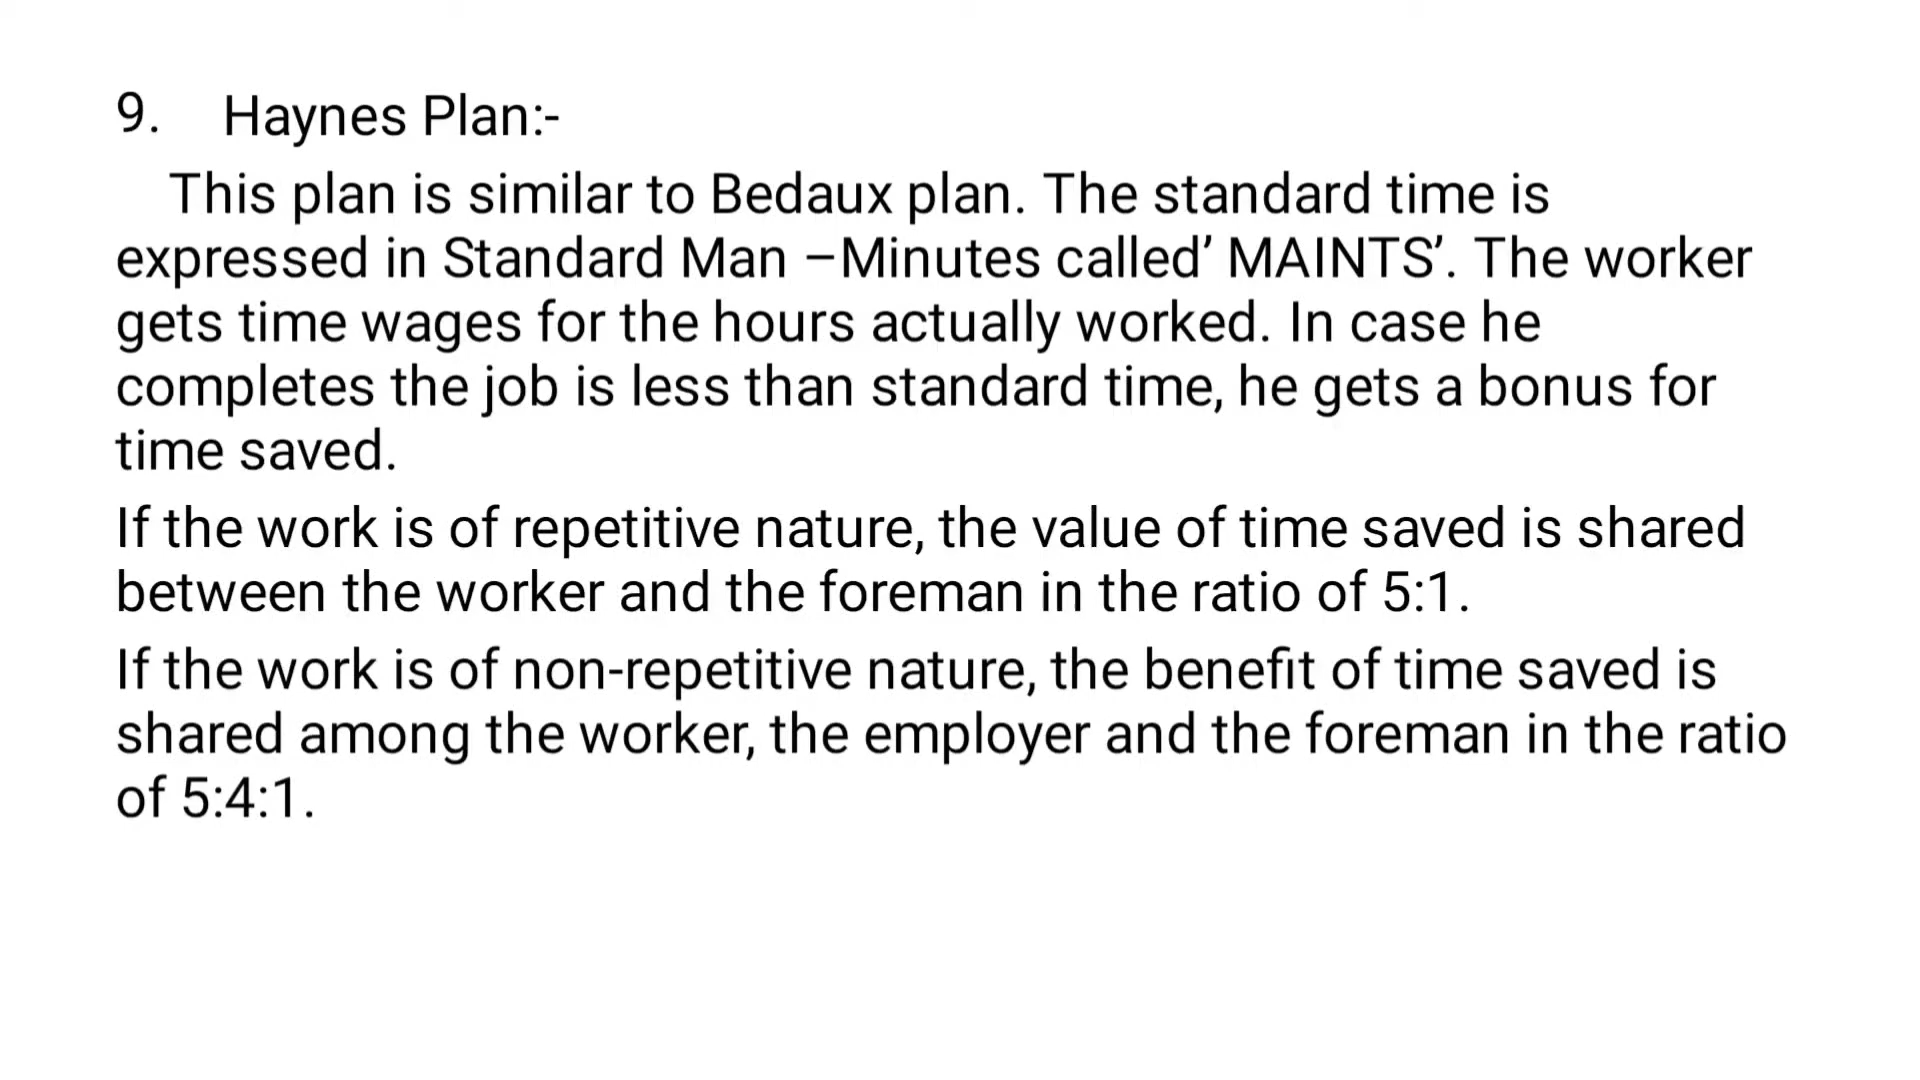 9. Haynes Plan:-
This plan is similar to Bedaux plan. The standard time is
expressed in Standard Man –Minutes called’ MAINTS’. The worker
gets time wages for the hours actually worked. In case he
completes the job is less than standard time, he gets a bonus for
time saved.
If the work is of repetitive nature, the value of time saved is shared
between the worker and the foreman in the ratio of 5:1.
If the work is of non-repetitive nature, the benefit of time saved is
shared among the worker, the employer and the foreman in the ratio
of 5:4:1.